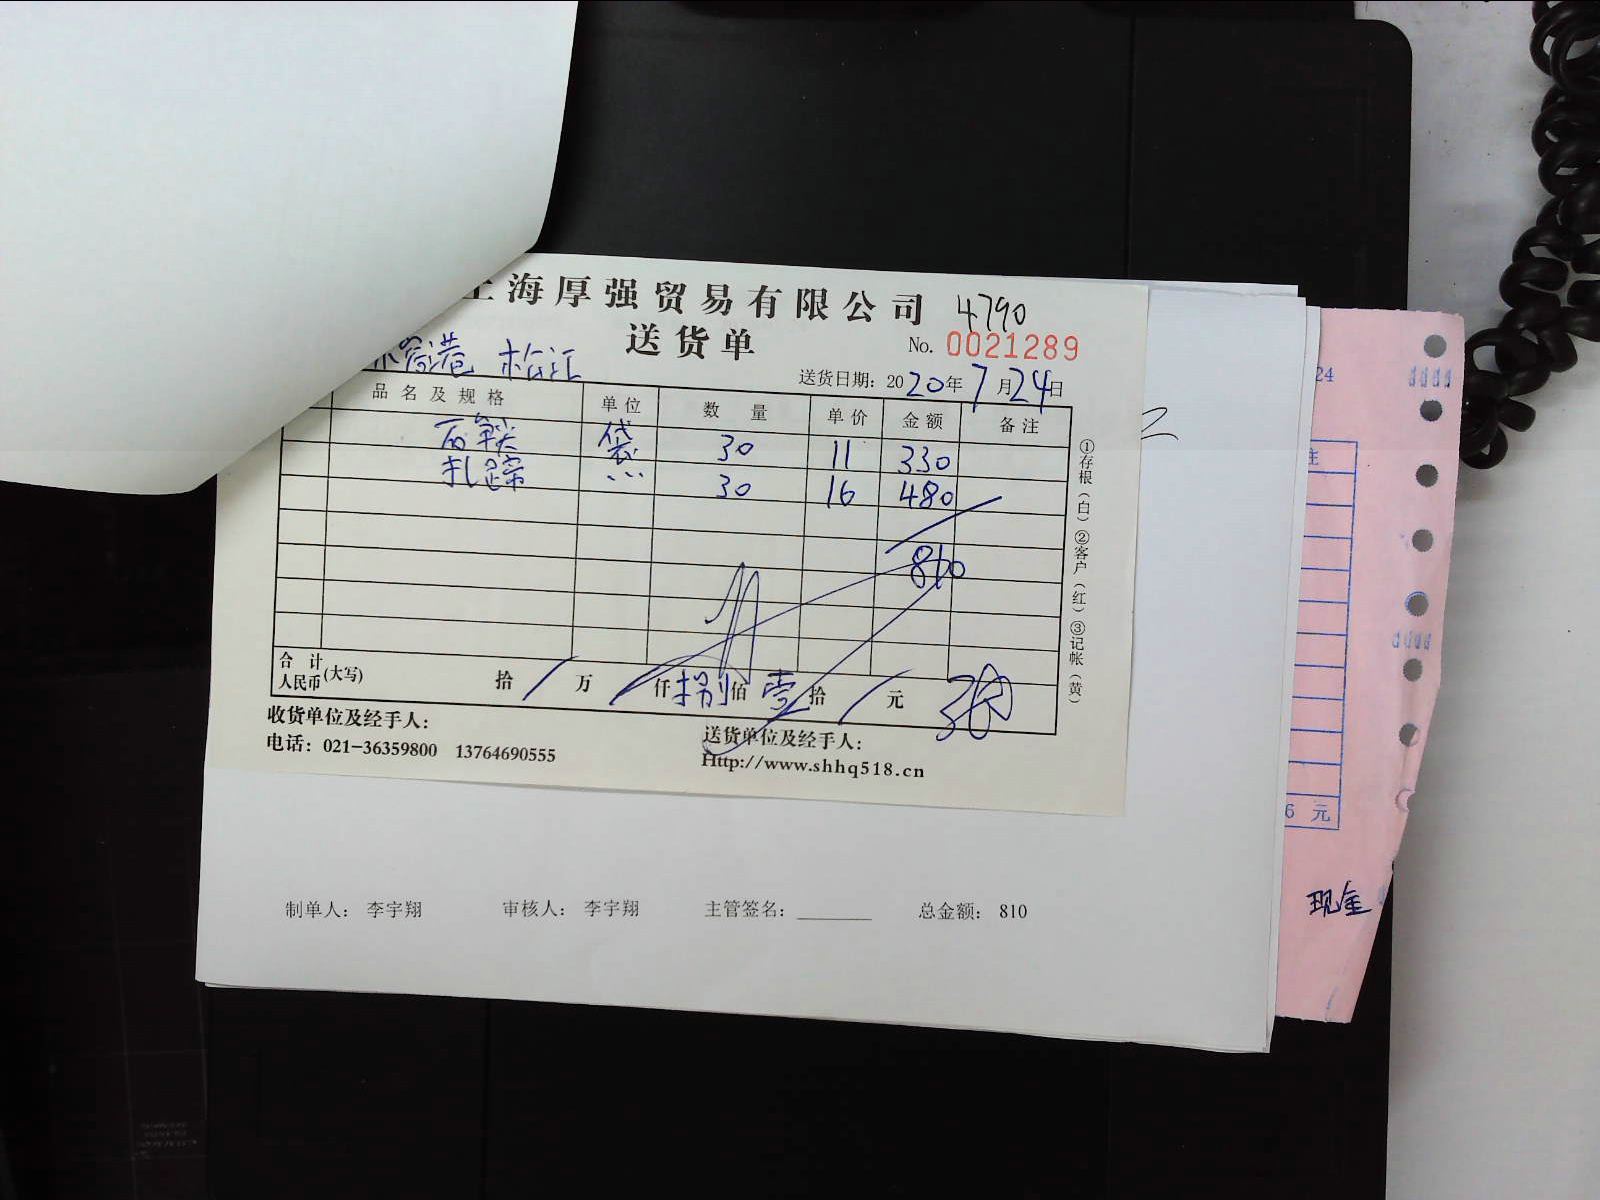 海厚强贸易有限公司 4790
送货单 No. 0021289
松江
送货日期：2020年7月24日
品名及规格 单位 数量 单价 金额 备注
袋 30 11 330
30 16 480
810
合计人民币(大写) 拾 万 仟捌佰壹拾 元
收货单位及经手人：
送货单位及经手人：
电话：021-36359800 13764690555
Http://www.shhq518.cn
①存根（白）②客户（红）③记帐（黄）
制单人： 李宇翔 审核人： 李宇翔 主管签名： 总金额： 810
24
6 元
现金